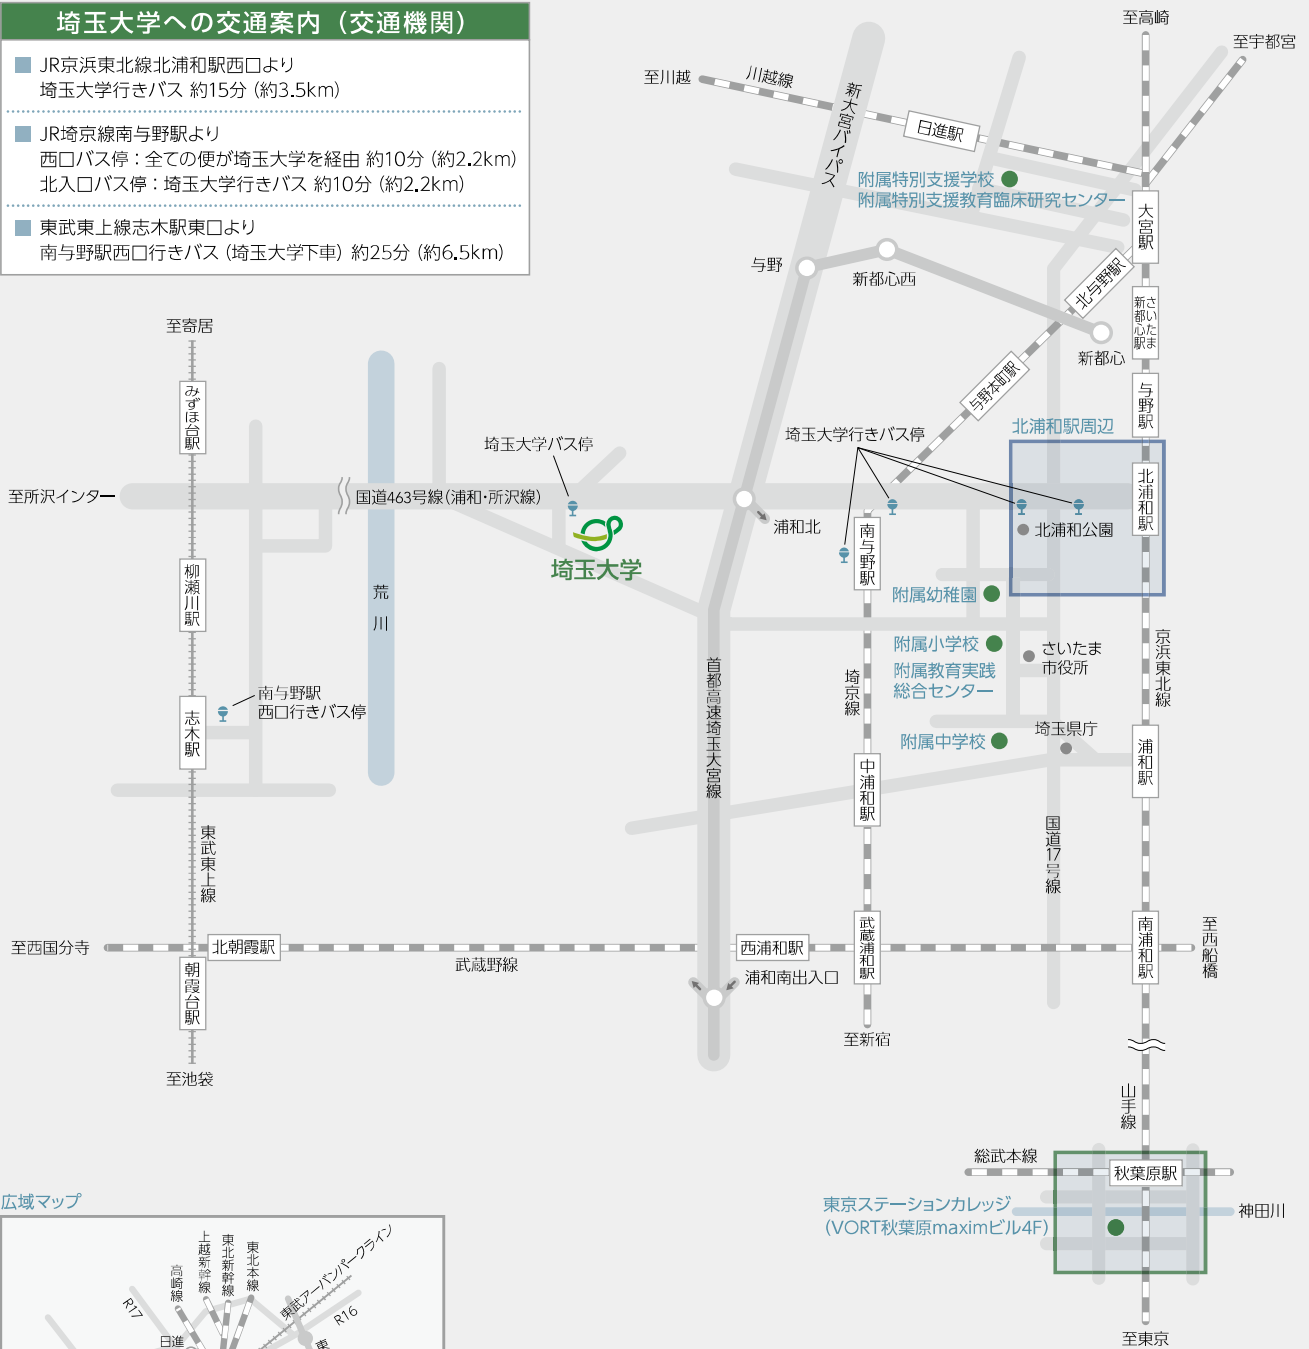 埼玉大学への交通案内（交通機関）
JR京浜東北線北浦和駅西口より
埼玉大学行きバス 約15分（約3.5km）
JR埼京線南与野駅より
西口バス停：全ての便が埼玉大学を経由 約10分（約2.2km）
北入口バス停：埼玉大学行きバス 約10分（約2.2km）
東武東上線志木駅東口より
南与野駅西口行きバス（埼玉大学下車）約25分（約6.5km）
至高崎
至宇都宮
至川越
川越線
新大宮バイパス
日進駅
附属特別支援学校
附属特別支援教育臨床研究センター
大宮駅
与野
新都心西
北与野駅
さいたま
新都心駅
新都心
与野本町駅
与野駅
至寄居
みずほ台駅
埼玉大学バス停
埼玉大学行きバス停
北浦和駅周辺
至所沢インター
国道463号線(浦和・所沢線)
北浦和駅
浦和北
南与野駅
北浦和公園
埼玉大学
柳瀬川駅
荒川
附属幼稚園
附属小学校
附属教育実践
総合センター
さいたま
市役所
京浜東北線
首都高速埼玉大宮線
埼京線
南与野駅
西口行きバス停
志木駅
附属中学校
埼玉県庁
浦和駅
中浦和駅
東武東上線
国道17号線
至西国分寺
北朝霞駅
武蔵野線
西浦和駅
武蔵浦和駅
南浦和駅
至西船橋
朝霞台駅
浦和南出入口
至新宿
至池袋
山手線
総武本線
秋葉原駅
東京ステーションカレッジ
(VORT秋葉原maximビル4F)
神田川
至東京
広域マップ
高崎線
上越新幹線
東北新幹線
東北本線
東武アーバンパークライン
R17
R16
日進
東